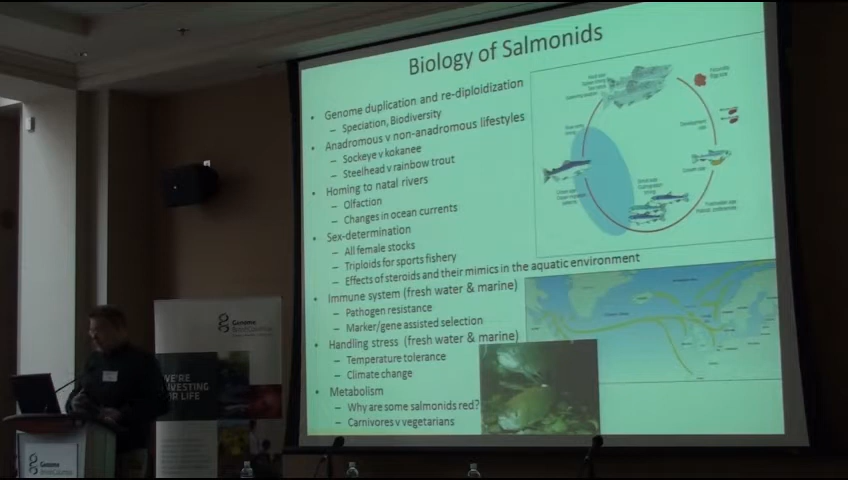 Biology of Salmonids
• Genome duplication and re-diploidization
– Speciation, Biodiversity
• Anadromous v non-anadromous lifestyles
– Sockeye v kokanee
– Steelhead v rainbow trout
• Homing to natal rivers
– Olfaction
– Changes in ocean currents
• Sex-determination
– All female stocks
– Triploids for sports fishery
– Effects of steroids and their mimics in the aquatic environment
• Immune system (fresh water & marine)
– Pathogen resistance
– Marker/gene assisted selection
• Handling stress (fresh water & marine)
– Temperature tolerance
– Climate change
• Metabolism
– Why are some salmonids red?
– Carnivores v vegetarians
Genome
WE'RE
INVESTING
Genome